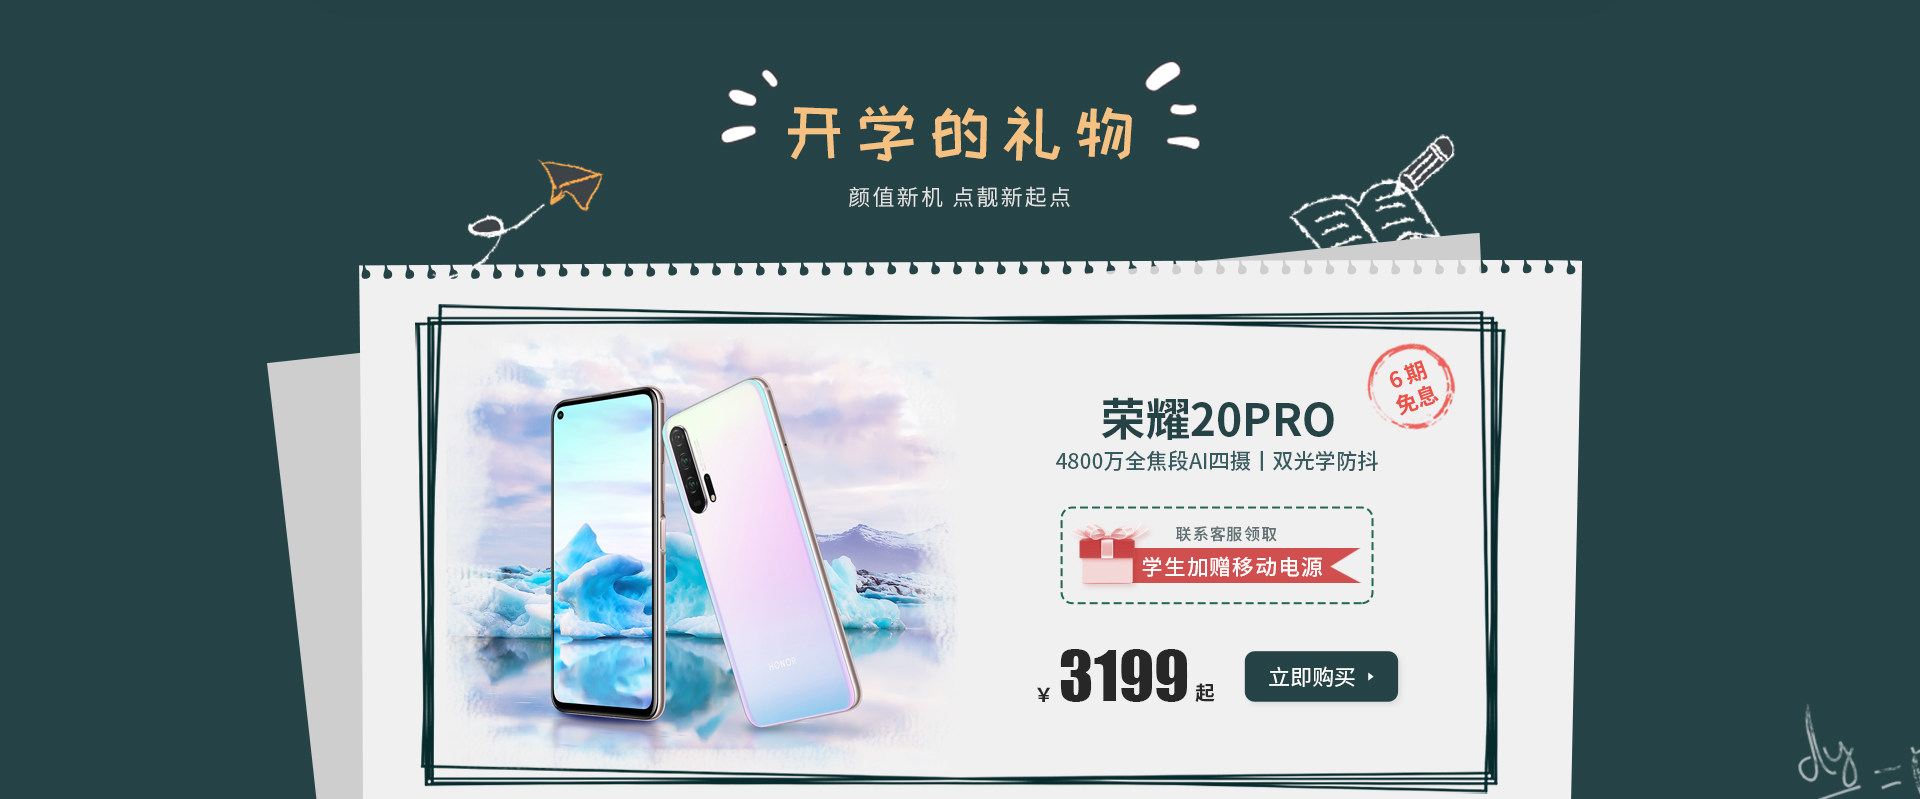 开学的礼物
颜值新机 点靓新起点
6期
免息
荣耀20PRO
4800万全焦段AI四摄丨双光学防抖
联系客服领取
学生加赠移动电源
HONOR
¥ 3199 起
立即购买
dy =